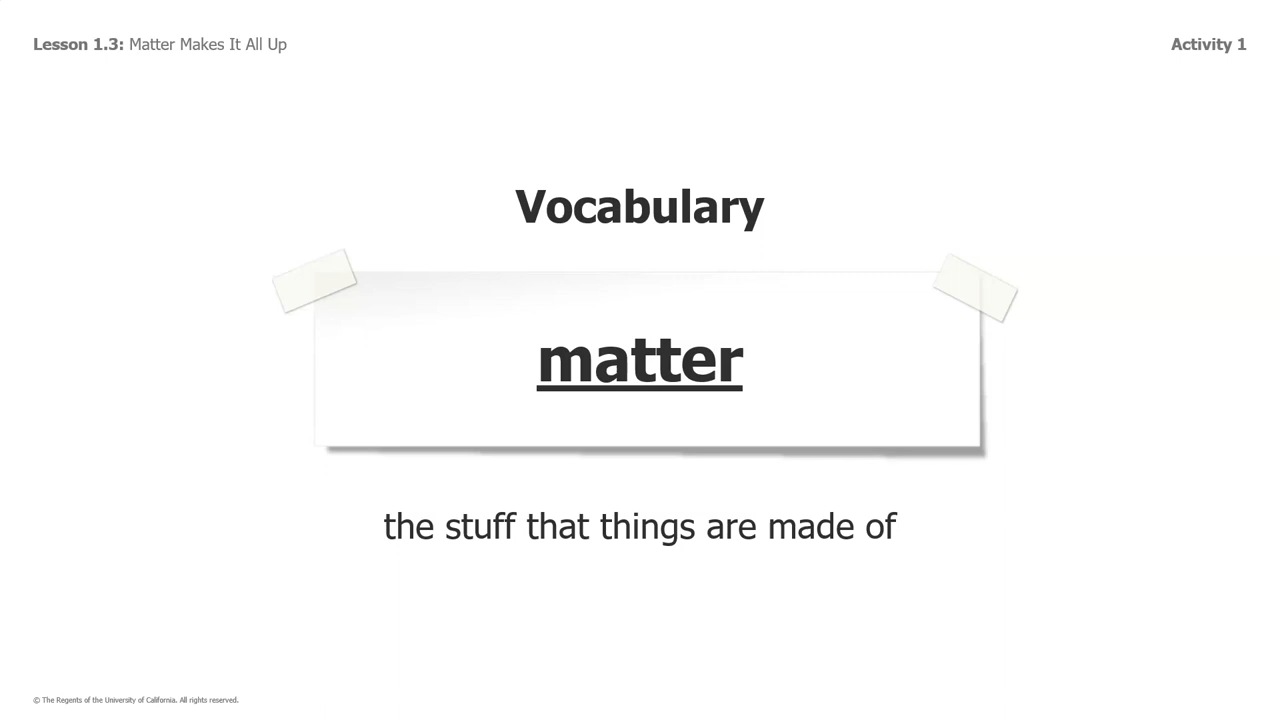 Lesson 1.3: Matter Makes It All Up
Activity 1
Vocabulary
matter
the stuff that things are made of
© The Regents of the University of California. All rights reserved.